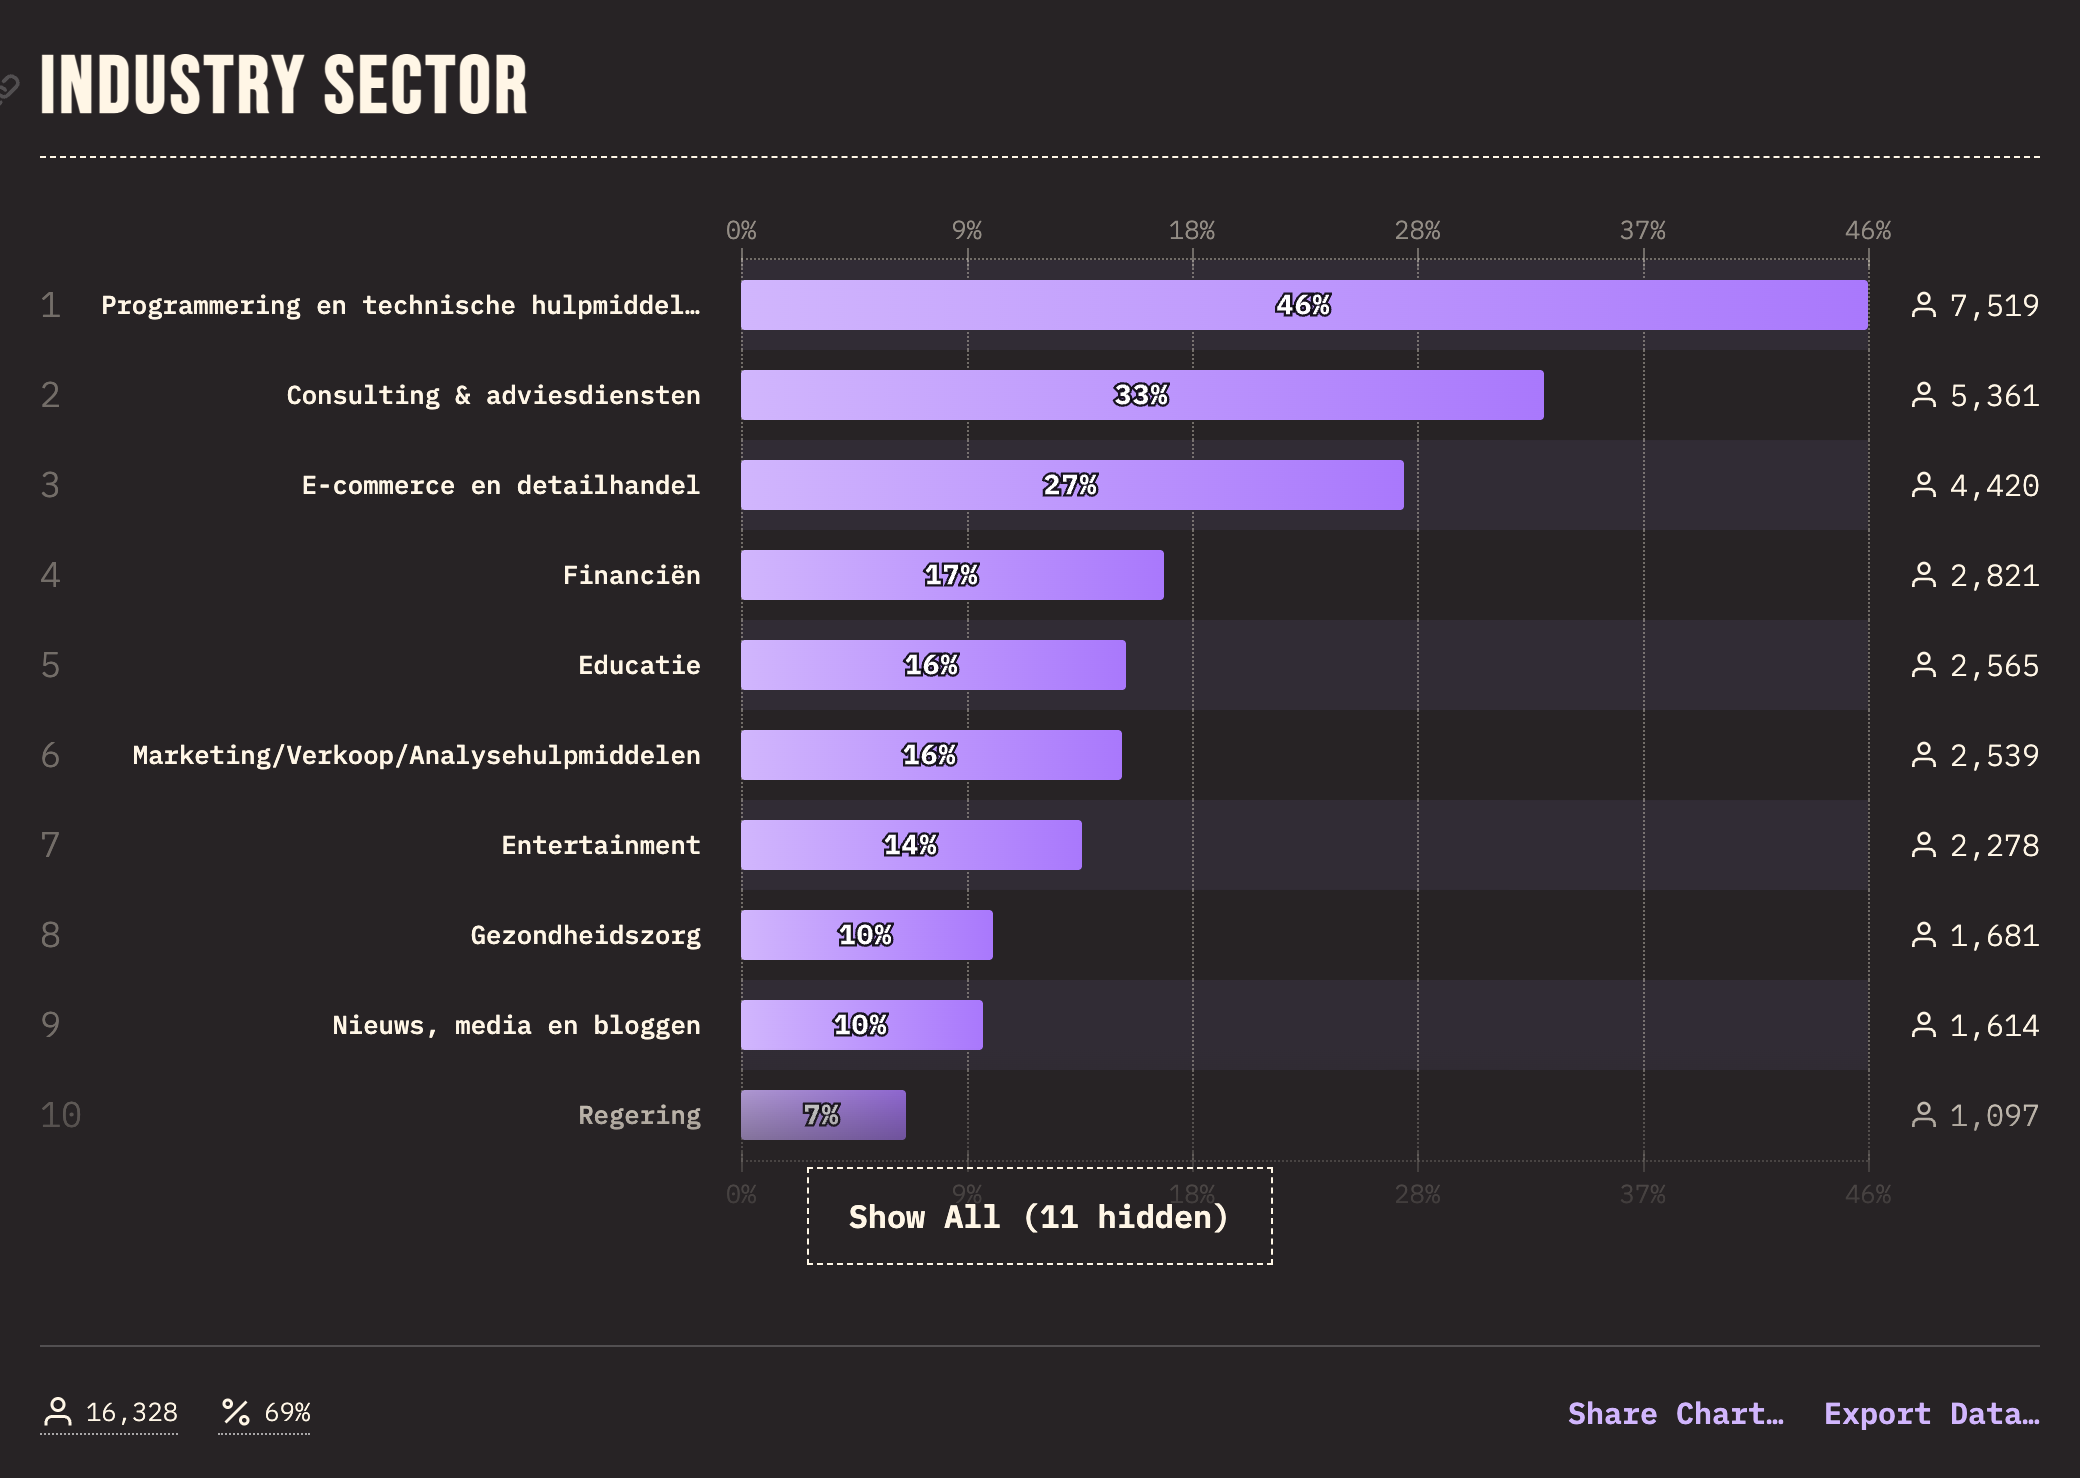 INDUSTRY SECTOR
0% 9% 18% 28% 37% 46%
1 Programmering en technische hulpmiddel… 46% 7,519
2 Consulting & adviesdiensten 33% 5,361
3 E-commerce en detailhandel 27% 4,420
4 Financiën 17% 2,821
5 Educatie 16% 2,565
6 Marketing/Verkoop/Analysehulpmiddelen 16% 2,539
7 Entertainment 14% 2,278
8 Gezondheidszorg 10% 1,681
9 Nieuws, media en bloggen 10% 1,614
10 Regering 7% 1,097
0% 9% 18% 28% 37% 46%
Show All (11 hidden)
16,328 % 69% Share Chart… Export Data…